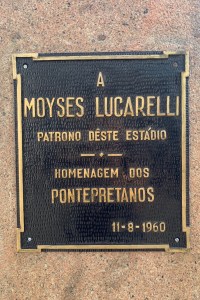 A
MOYSES LUCARELLI
PATRONO DÊSTE ESTÁDIO
HOMENAGEM DOS
PONTEPRETANOS
11-8-1960